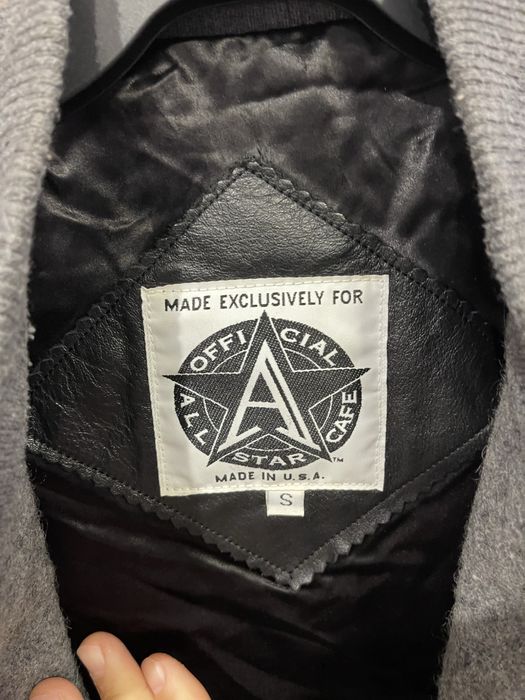 MADE EXCLUSIVELY FOR
OFFICIAL
ALL STAR CAFE
A
TM
MADE IN U.S.A.
S